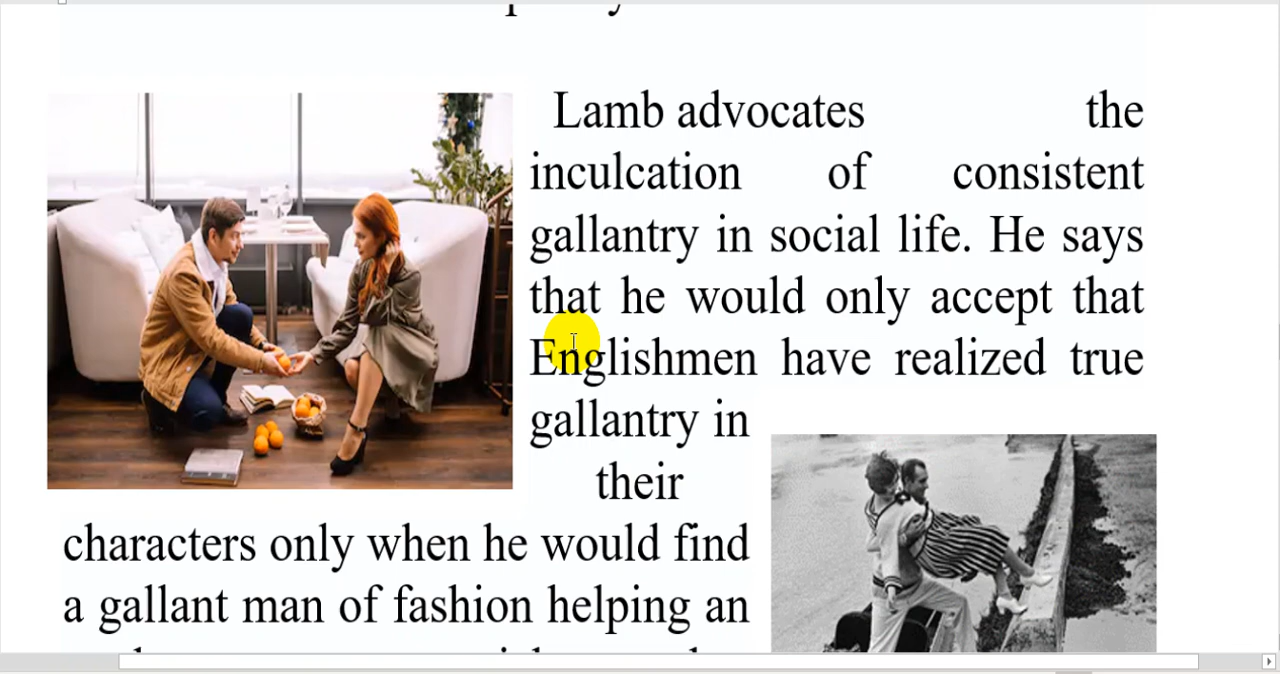 Lamb advocates the
inculcation of consistent
gallantry in social life. He says
that he would only accept that
Englishmen have realized true
gallantry in
their
characters only when he would find
a gallant man of fashion helping an